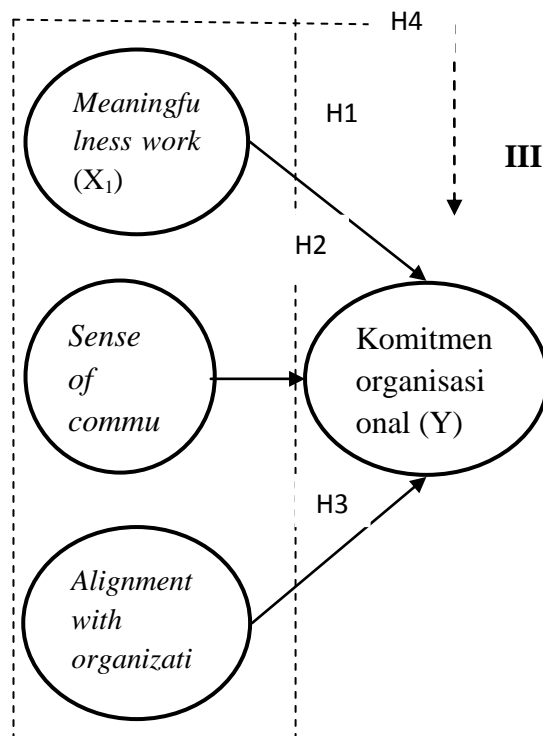 H4
Meaningfu
lness work
(X₁)
H1
III
H2
Sense
of
commu
Komitmen
organisasi
onal (Y)
H3
Alignment
with
organizati